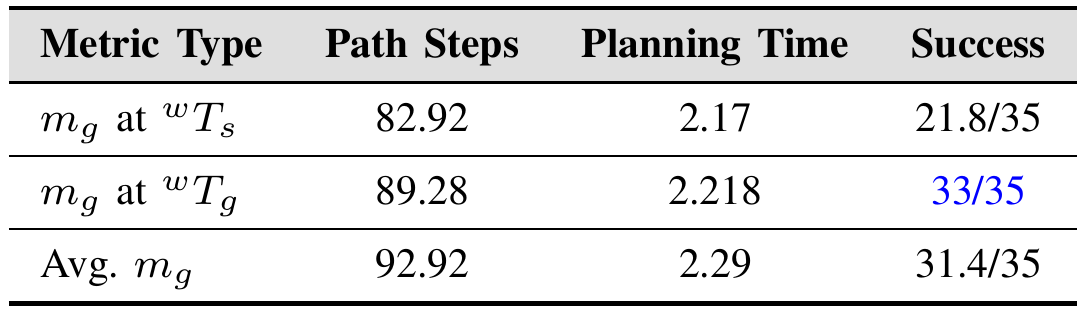 Metric Type Path Steps Planning Time Success
m_g at ^wT_s 82.92 2.17 21.8/35
m_g at ^wT_g 89.28 2.218 33/35
Avg. m_g 92.92 2.29 31.4/35